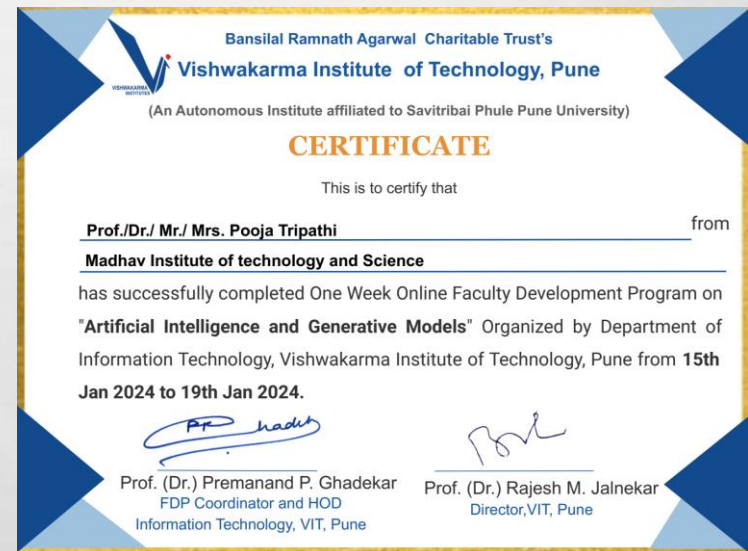 Bansilal Ramnath Agarwal Charitable Trust's
Vishwakarma Institute of Technology, Pune
VISHWAKARMA
INSTITUTES
(An Autonomous Institute affiliated to Savitribai Phule Pune University)
CERTIFICATE
This is to certify that
Prof./Dr./ Mr./ Mrs. Pooja Tripathi from
Madhav Institute of technology and Science
has successfully completed One Week Online Faculty Development Program on
"Artificial Intelligence and Generative Models" Organized by Department of
Information Technology, Vishwakarma Institute of Technology, Pune from 15th
Jan 2024 to 19th Jan 2024.
Prof. (Dr.) Premanand P. Ghadekar
FDP Coordinator and HOD
Information Technology, VIT, Pune
Prof. (Dr.) Rajesh M. Jalnekar
Director,VIT, Pune